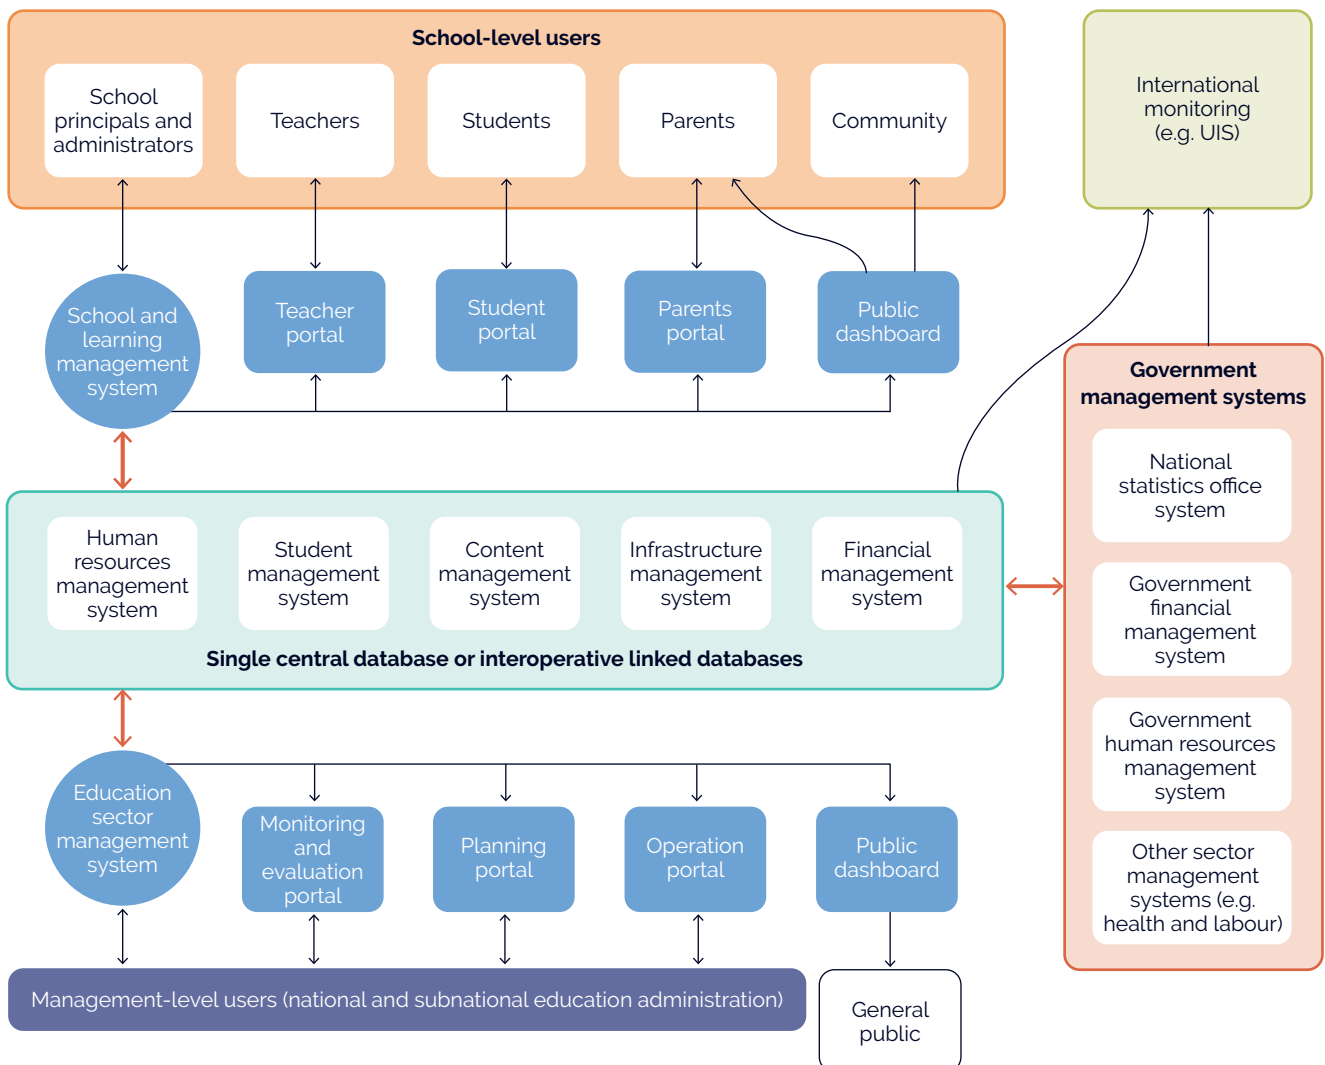 School-level users
School
principals and
administrators
Teachers
Students
Parents
Community
International
monitoring
(e.g. UIS)
School and
learning
management
system
Teacher
portal
Student
portal
Parents
portal
Public
dashboard
Government
management systems
National
statistics office
system
Government
financial
management
system
Government
human resources
management
system
Other sector
management
systems (e.g.
health and labour)
Human
resources
management
system
Student
management
system
Content
management
system
Infrastructure
management
system
Financial
management
system
Single central database or interoperative linked databases
Education
sector
management
system
Monitoring
and
evaluation
portal
Planning
portal
Operation
portal
Public
dashboard
Management-level users (national and subnational education administration)
General
public